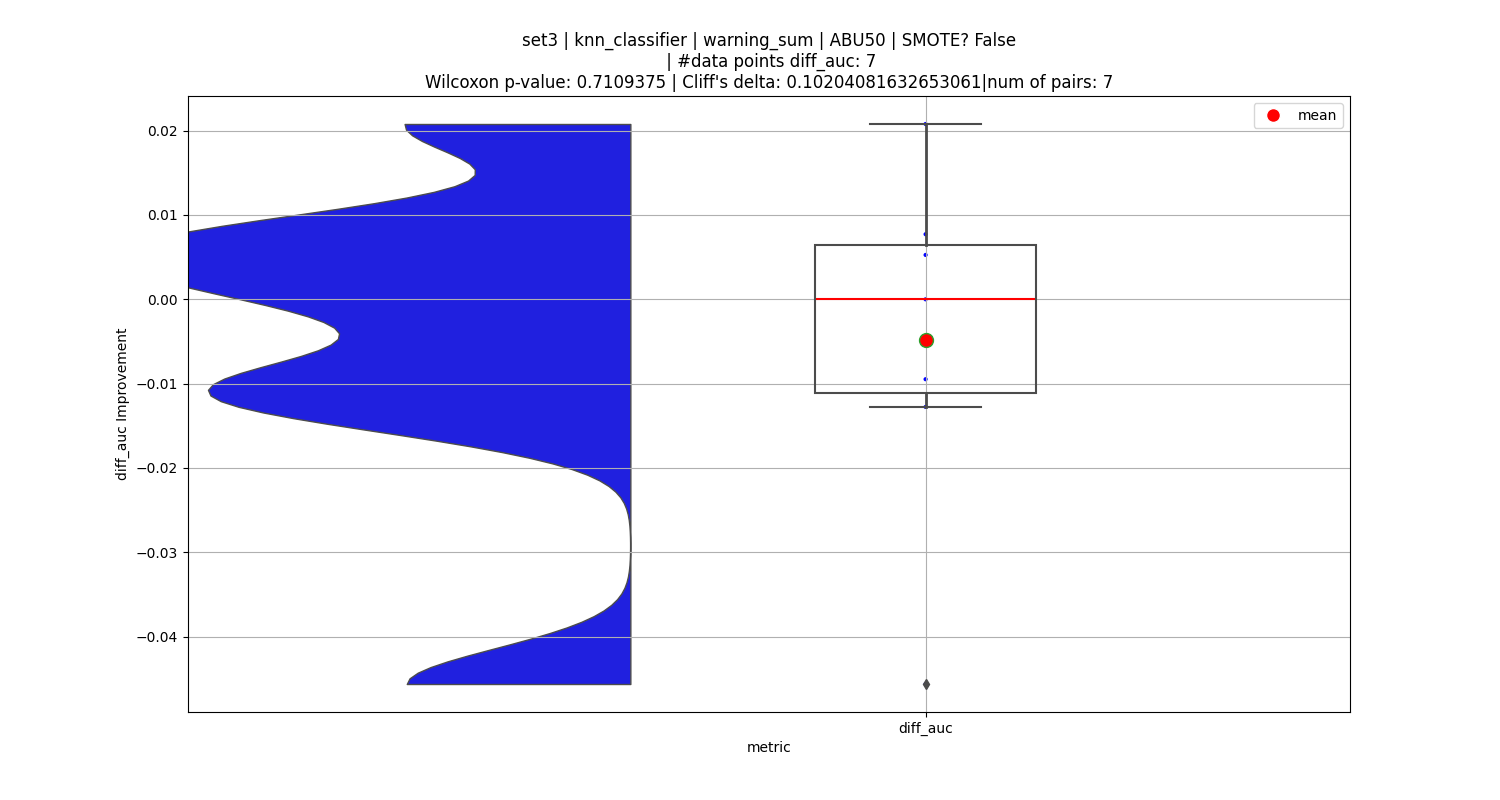 set3 | knn_classifier | warning_sum | ABU50 | SMOTE? False
| #data points diff_auc: 7
Wilcoxon p-value: 0.7109375 | Cliff's delta: 0.10204081632653061|num of pairs: 7
mean
0.02
0.01
0.00
−0.01
−0.02
−0.03
−0.04
diff_auc Improvement
diff_auc
metric